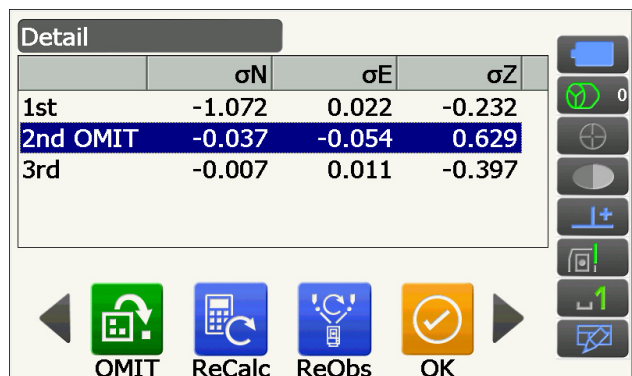 Detail
σN σE σZ
1st -1.072 0.022 -0.232
2nd OMIT -0.037 -0.054 0.629
3rd -0.007 0.011 -0.397
0
1
OMIT ReCalc ReObs OK